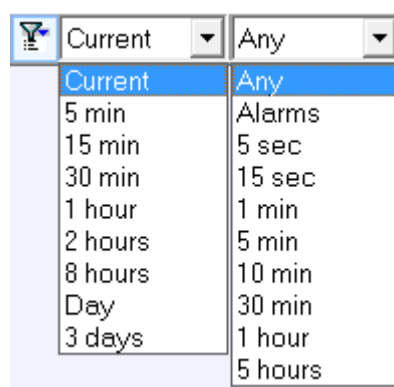 Current Any
Current Any
5 min Alarms
15 min 5 sec
30 min 15 sec
1 hour 1 min
2 hours 5 min
8 hours 10 min
Day 30 min
3 days 1 hour
5 hours